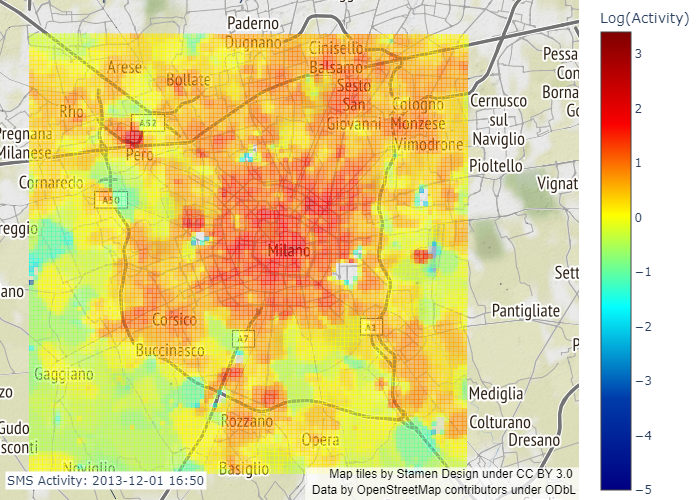 Paderno
Dugnano
Cinisello
Balsamo
Arese
Bollate
Sesto
San
Giovanni
Cologno
Monzese
Vimodrone
Rho
A52
Pero
Pregnana
Milanese
Cornaredo
A50
Cernusco
sul
Naviglio
Pioltello
Vignat
Pessa
Con
Borna
Go
reggio
Milano
ano
Sett
Pantigliate
P
Corsico
A7
A1
Buccinasco
Gaggiano
Mediglia
Colturano
Dresano
zo
Gudo
sconti
Rozzano
Opera
Noviglio
Basiglio
SMS Activity: 2013-12-01 16:50
Map tiles by Stamen Design under CC BY 3.0
Data by OpenStreetMap contributors under ODbL
Log(Activity)
3
2
1
0
−1
−2
−3
−4
−5